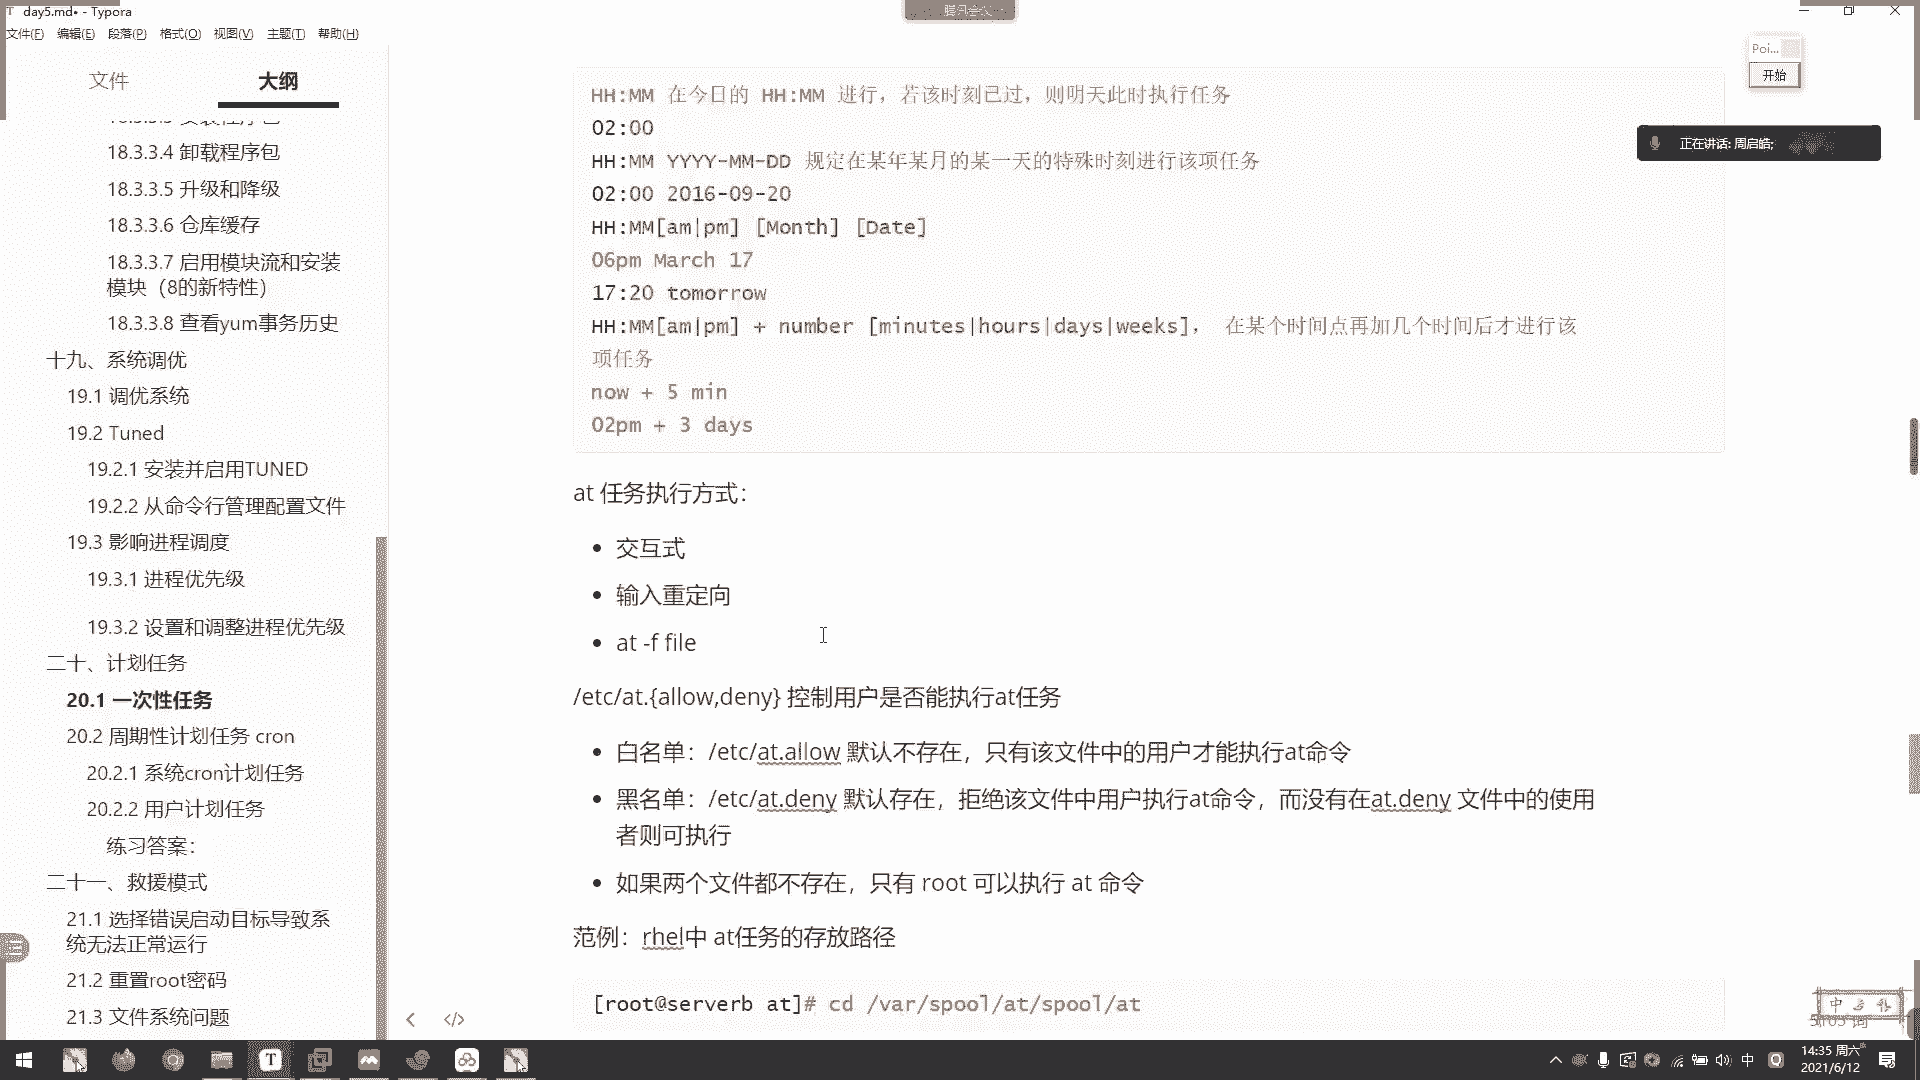 day5.md• - Typora
腾讯会议
文件(F) 编辑(E) 段落(P) 格式(O) 视图(V) 主题(T) 帮助(H)
文件 大纲
18.3.3.4 卸载程序包
18.3.3.5 升级和降级
18.3.3.6 仓库缓存
18.3.3.7 启用模块流和安装
模块（8的新特性）
18.3.3.8 查看yum事务历史
十九、系统调优
19.1 调优系统
19.2 Tuned
19.2.1 安装并启用TUNED
19.2.2 从命令行管理配置文件
19.3 影响进程调度
19.3.1 进程优先级
19.3.2 设置和调整进程优先级
二十、计划任务
20.1 一次性任务
20.2 周期性计划任务 cron
20.2.1 系统cron计划任务
20.2.2 用户计划任务
练习答案：
二十一、救援模式
21.1 选择错误启动目标导致系
统无法正常运行
21.2 重置root密码
21.3 文件系统问题
HH:MM 在今日的 HH:MM 进行，若该时刻已过，则明天此时执行任务
02:00
HH:MM YYYY-MM-DD 规定在某年某月的某一天的特殊时刻进行该项任务
02:00 2016-09-20
HH:MM[am|pm] [Month] [Date]
06pm March 17
17:20 tomorrow
HH:MM[am|pm] + number [minutes|hours|days|weeks]， 在某个时间点再加几个时间后才进行该
项任务
now + 5 min
02pm + 3 days
at 任务执行方式：
交互式
输入重定向
at -f file
/etc/at.{allow,deny} 控制用户是否能执行at任务
白名单：/etc/at.allow 默认不存在，只有该文件中的用户才能执行at命令
黑名单：/etc/at.deny 默认存在，拒绝该文件中用户执行at命令，而没有在at.deny 文件中的使用
者则可执行
如果两个文件都不存在，只有 root 可以执行 at 命令
范例：rhel中 at任务的存放路径
[root@serverb at]# cd /var/spool/at/spool/at
Poi...
开始
正在讲话: 周启皓;
中
中
14:35 周六
2021/6/12